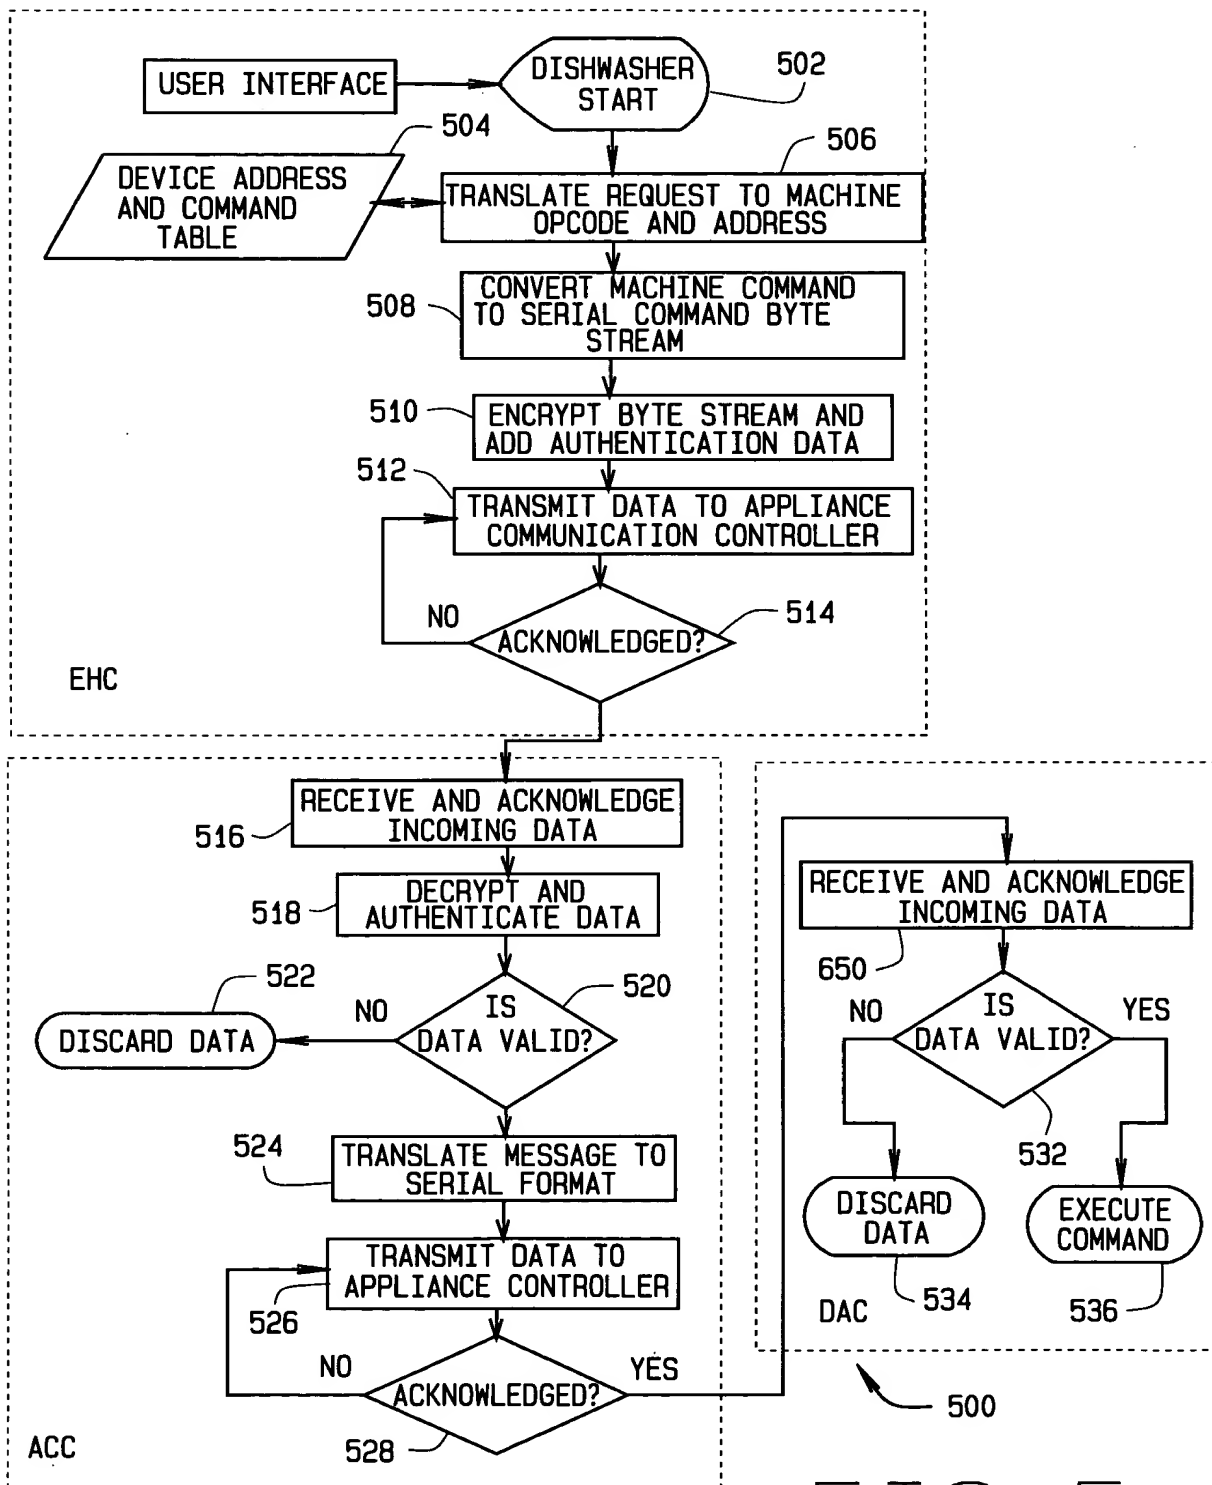 USER INTERFACE
DISHWASHER
START
502
504
DEVICE ADDRESS
AND COMMAND
TABLE
506
TRANSLATE REQUEST TO MACHINE
OPCODE AND ADDRESS
508
CONVERT MACHINE COMMAND
TO SERIAL COMMAND BYTE
STREAM
510
ENCRYPT BYTE STREAM AND
ADD AUTHENTICATION DATA
512
TRANSMIT DATA TO APPLIANCE
COMMUNICATION CONTROLLER
NO
ACKNOWLEDGED?
514
EHC
RECEIVE AND ACKNOWLEDGE
INCOMING DATA
516
DECRYPT AND
AUTHENTICATE DATA
518
522
DISCARD DATA
NO
IS
DATA VALID?
520
524
TRANSLATE MESSAGE TO
SERIAL FORMAT
TRANSMIT DATA TO
APPLIANCE CONTROLLER
526
NO
ACKNOWLEDGED?
YES
528
ACC
RECEIVE AND ACKNOWLEDGE
INCOMING DATA
650
NO
IS
DATA VALID?
YES
532
DISCARD
DATA
534
EXECUTE
COMMAND
536
DAC
500